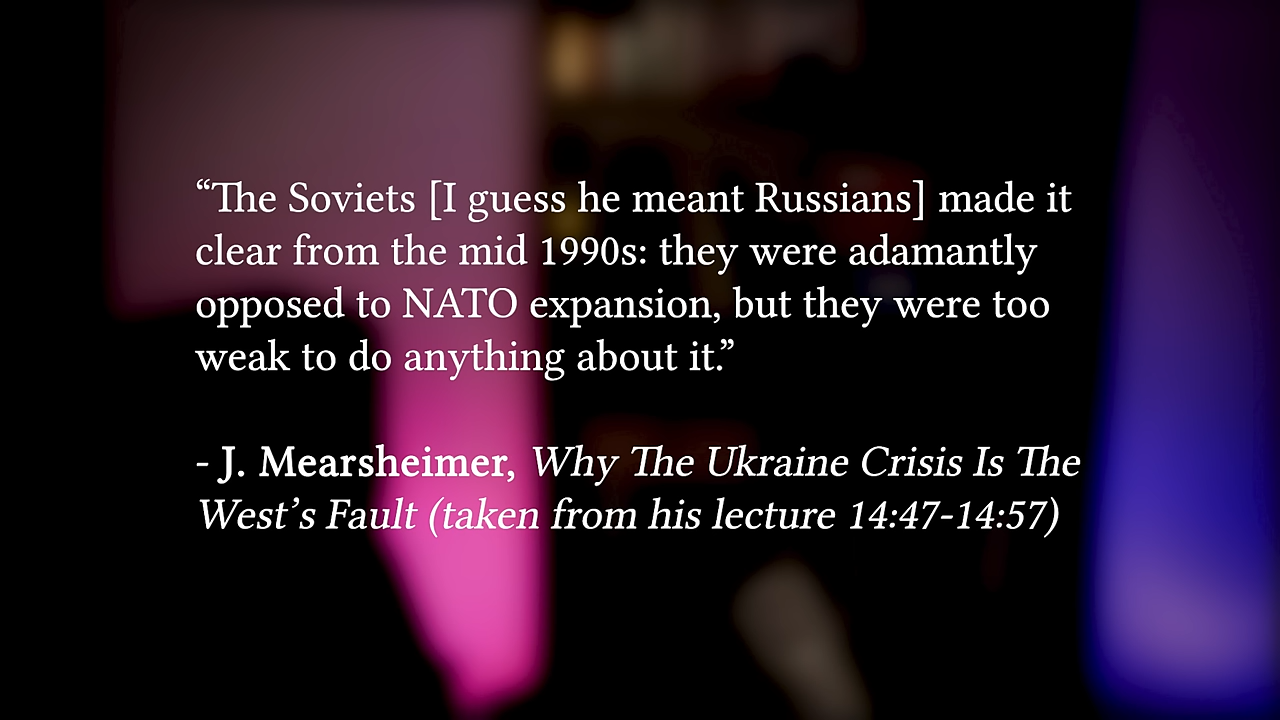 “The Soviets [I guess he meant Russians] made it
clear from the mid 1990s: they were adamantly
opposed to NATO expansion, but they were too
weak to do anything about it.”
- J. Mearsheimer, Why The Ukraine Crisis Is The
West’s Fault (taken from his lecture 14:47-14:57)